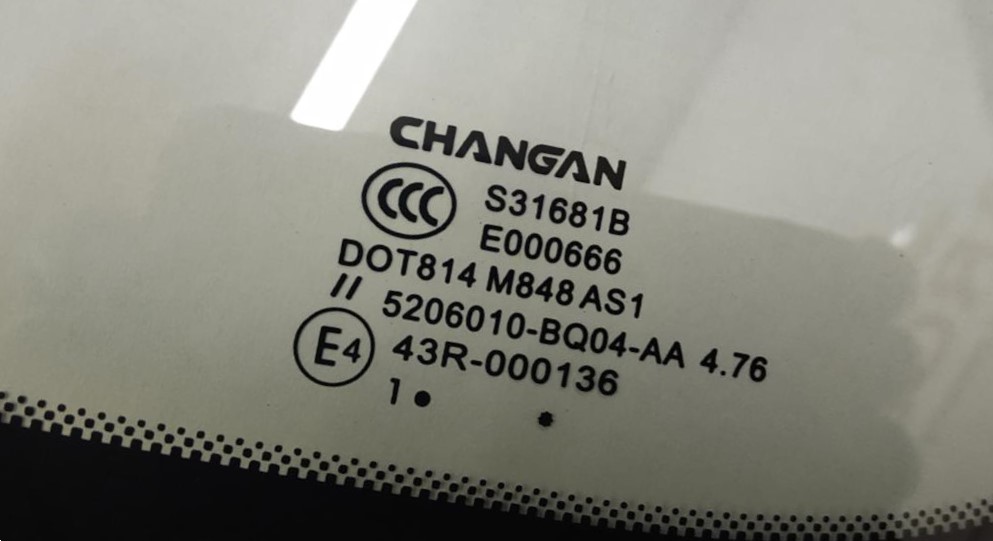 CHANGAN
CCC
S31681B
E000666
DOT814 M848 AS1
// 5206010-BQ04-AA 4.76
E4 43R-000136
1 ●